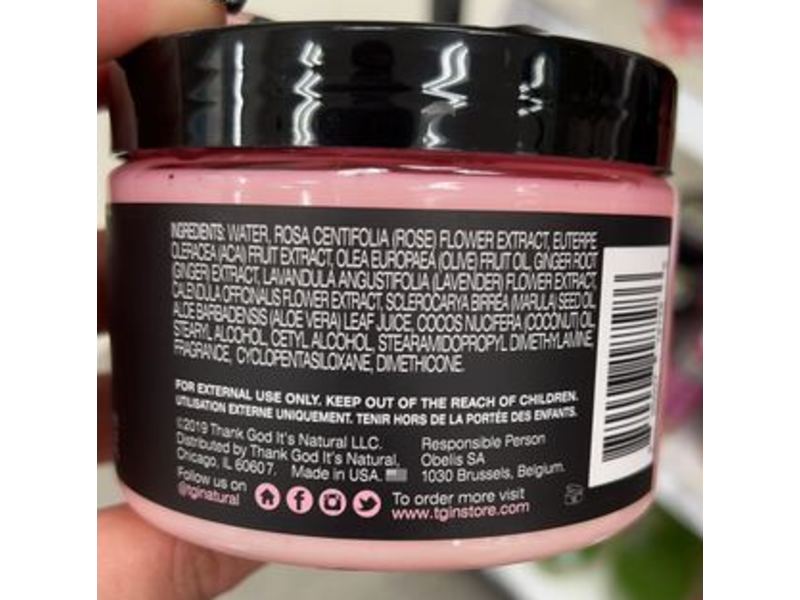 INGREDIENTS: WATER, ROSA CENTIFOLIA (ROSE) FLOWER EXTRACT, EUTERPE
OLERACEA (ACAI) FRUIT EXTRACT, OLEA EUROPAEA (OLIVE) FRUIT OIL, GINGER ROOT
(GINGER) EXTRACT, LAVANDULA ANGUSTIFOLIA (LAVENDER) FLOWER EXTRACT,
CALENDULA OFFICINALIS FLOWER EXTRACT, SCLEROCARYA BIRREA (MARULA) SEED OIL,
ALOE BARBADENSIS (ALOE VERA) LEAF JUICE, COCOS NUCIFERA (COCONUT) OIL,
STEARYL ALCOHOL, CETYL ALCOHOL, STEARAMIDOPROPYL DIMETHYLAMINE,
FRAGRANCE, CYCLOPENTASILOXANE, DIMETHICONE.
FOR EXTERNAL USE ONLY. KEEP OUT OF THE REACH OF CHILDREN.
UTILISATION EXTERNE UNIQUEMENT. TENIR HORS DE LA PORTÉE DES ENFANTS.
©2019 Thank God It's Natural LLC.
Distributed by Thank God It's Natural,
Chicago, IL 60607. Made in USA.
Responsible Person
Obelis SA
1030 Brussels, Belgium.
Follow us on
@tginatural
To order more visit
www.tginstore.com